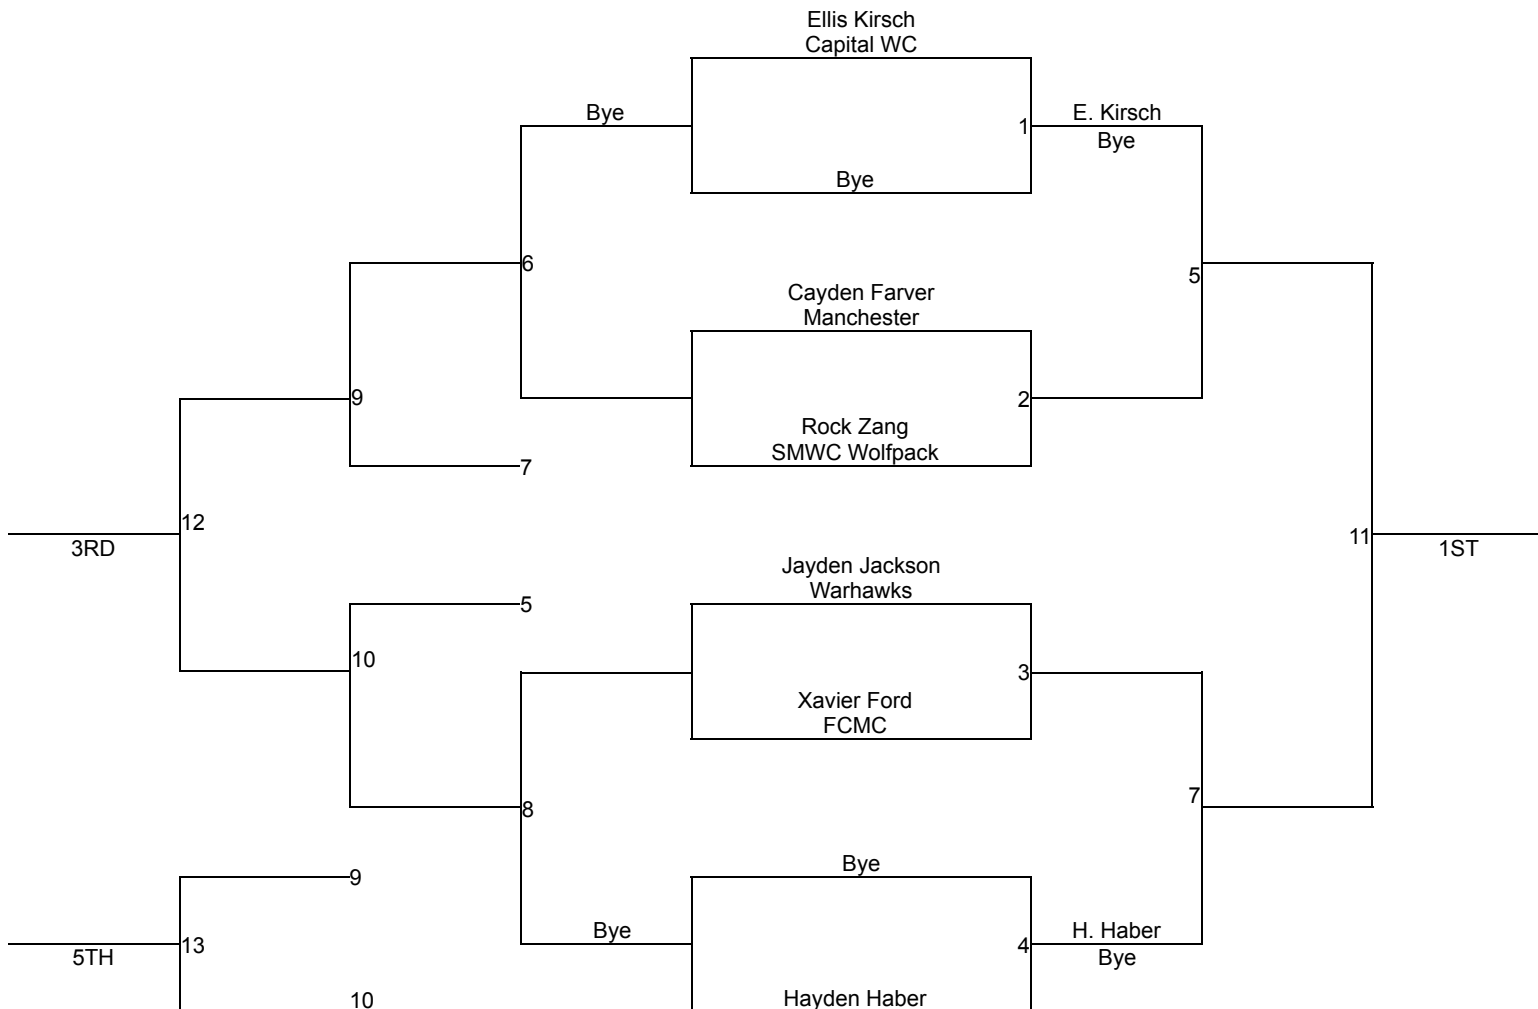 Ellis Kirsch
Capital WC
Bye
E. Kirsch
1
Bye
Bye
6
5
Cayden Farver
Manchester
9
2
Rock Zang
SMWC Wolfpack
7
12
3RD
11
1ST
Jayden Jackson
Warhawks
5
10
3
Xavier Ford
FCMC
7
8
Bye
9
Bye
H. Haber
13
4
5TH
Bye
10
Hayden Haber